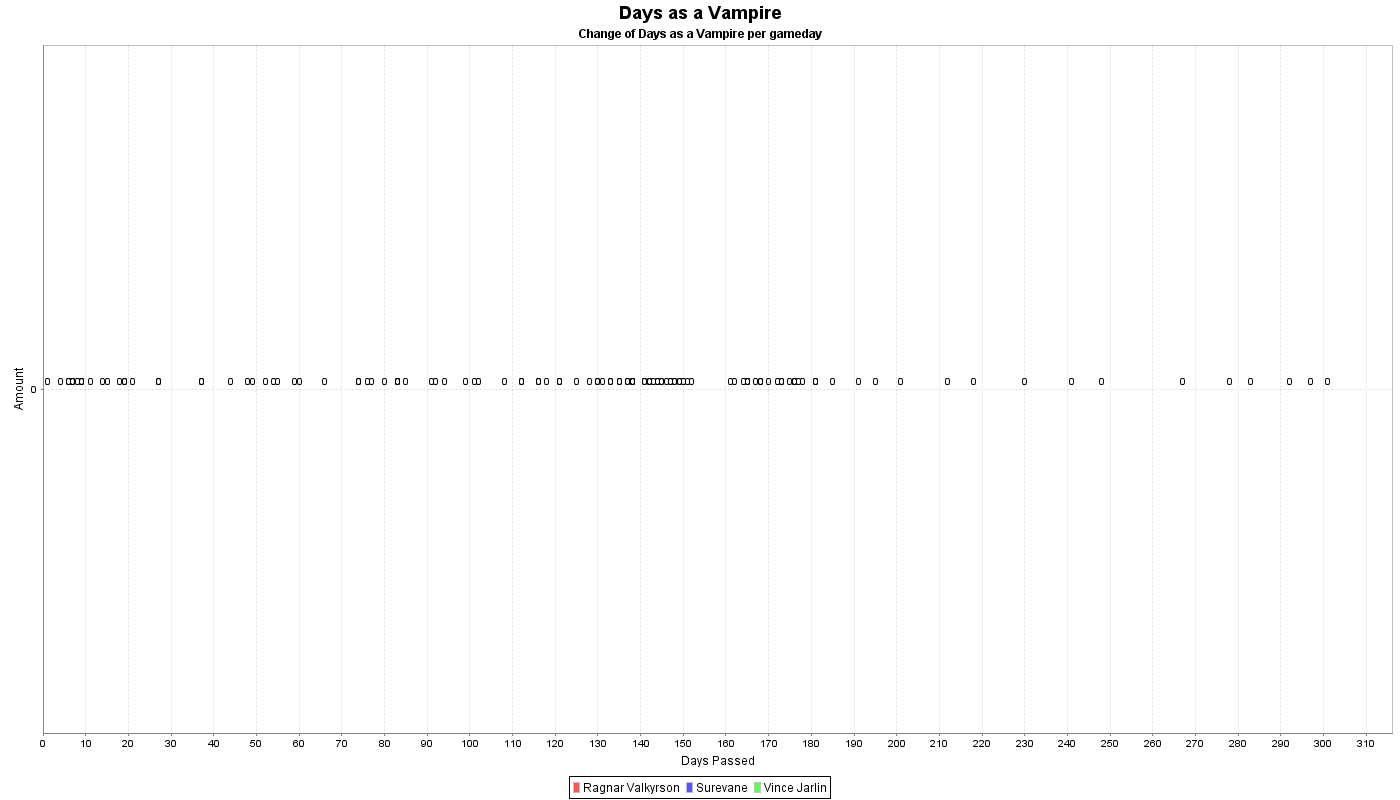 Days as a Vampire
Change of Days as a Vampire per gameday
Amount
0
0 10 20 30 40 50 60 70 80 90 100 110 120 130 140 150 160 170 180 190 200 210 220 230 240 250 260 270 280 290 300 310
Days Passed
Ragnar Valkyrson Surevane Vince Jarlin